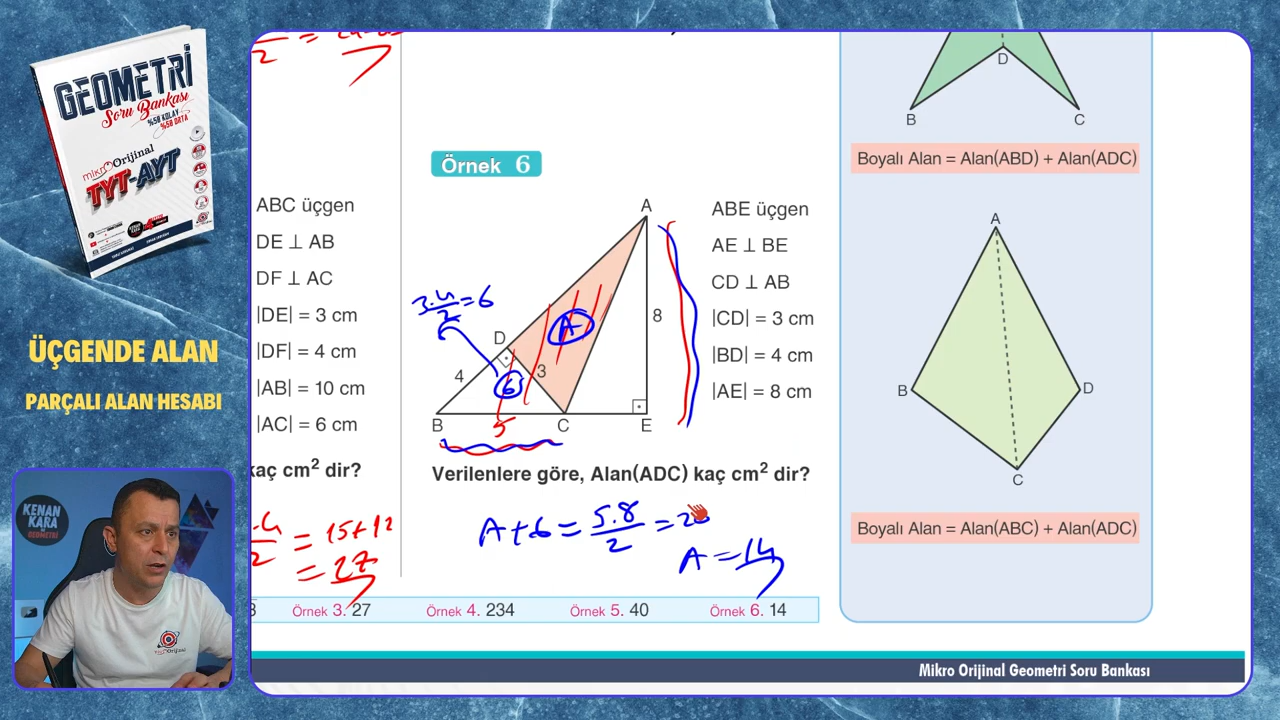 GEOMETRİ
Soru Bankası
%50 KOLAY
%50 ORTA
mikro Orijinal
TYT-AYT
ÜÇGENDE ALAN
PARÇALI ALAN HESABI
KENAN
KARA
GEOMETRİ
ABC üçgen
DE ⊥ AB
DF ⊥ AC
|DE| = 3 cm
|DF| = 4 cm
|AB| = 10 cm
|AC| = 6 cm
kaç cm² dir?
= 15+12
= 27
Örnek 6
A
D
B
C
E
4
3
8
5
6
A
3.4/2 = 6
ABE üçgen
AE ⊥ BE
CD ⊥ AB
|CD| = 3 cm
|BD| = 4 cm
|AE| = 8 cm
Verilenlere göre, Alan(ADC) kaç cm² dir?
A+6 = 5.8/2 = 20
A = 14
3 Örnek 3. 27 Örnek 4. 234 Örnek 5. 40 Örnek 6. 14
D
B
C
Boyalı Alan = Alan(ABD) + Alan(ADC)
A
B
D
C
Boyalı Alan = Alan(ABC) + Alan(ADC)
Mikro Orijinal Geometri Soru Bankası